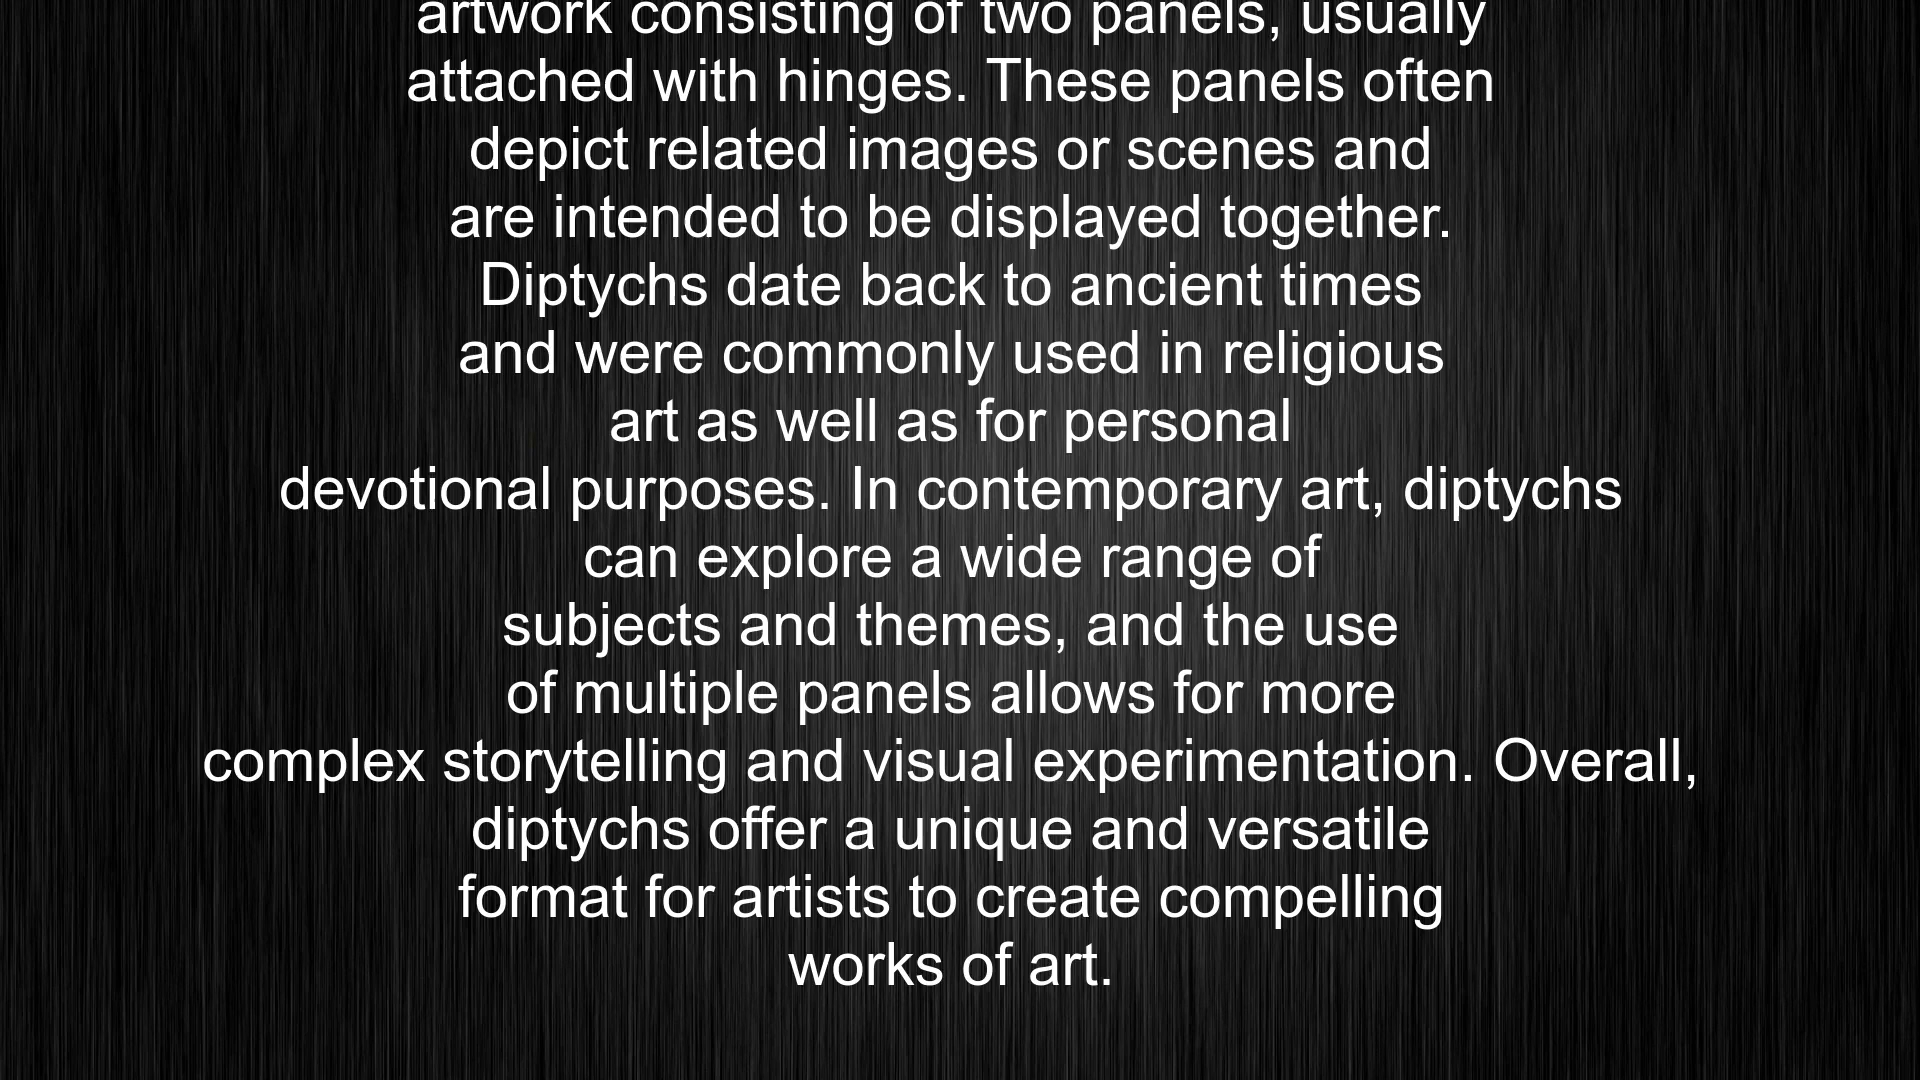 artwork consisting of two panels, usually
attached with hinges. These panels often
depict related images or scenes and
are intended to be displayed together.
Diptychs date back to ancient times
and were commonly used in religious
art as well as for personal
devotional purposes. In contemporary art, diptychs
can explore a wide range of
subjects and themes, and the use
of multiple panels allows for more
complex storytelling and visual experimentation. Overall,
diptychs offer a unique and versatile
format for artists to create compelling
works of art.